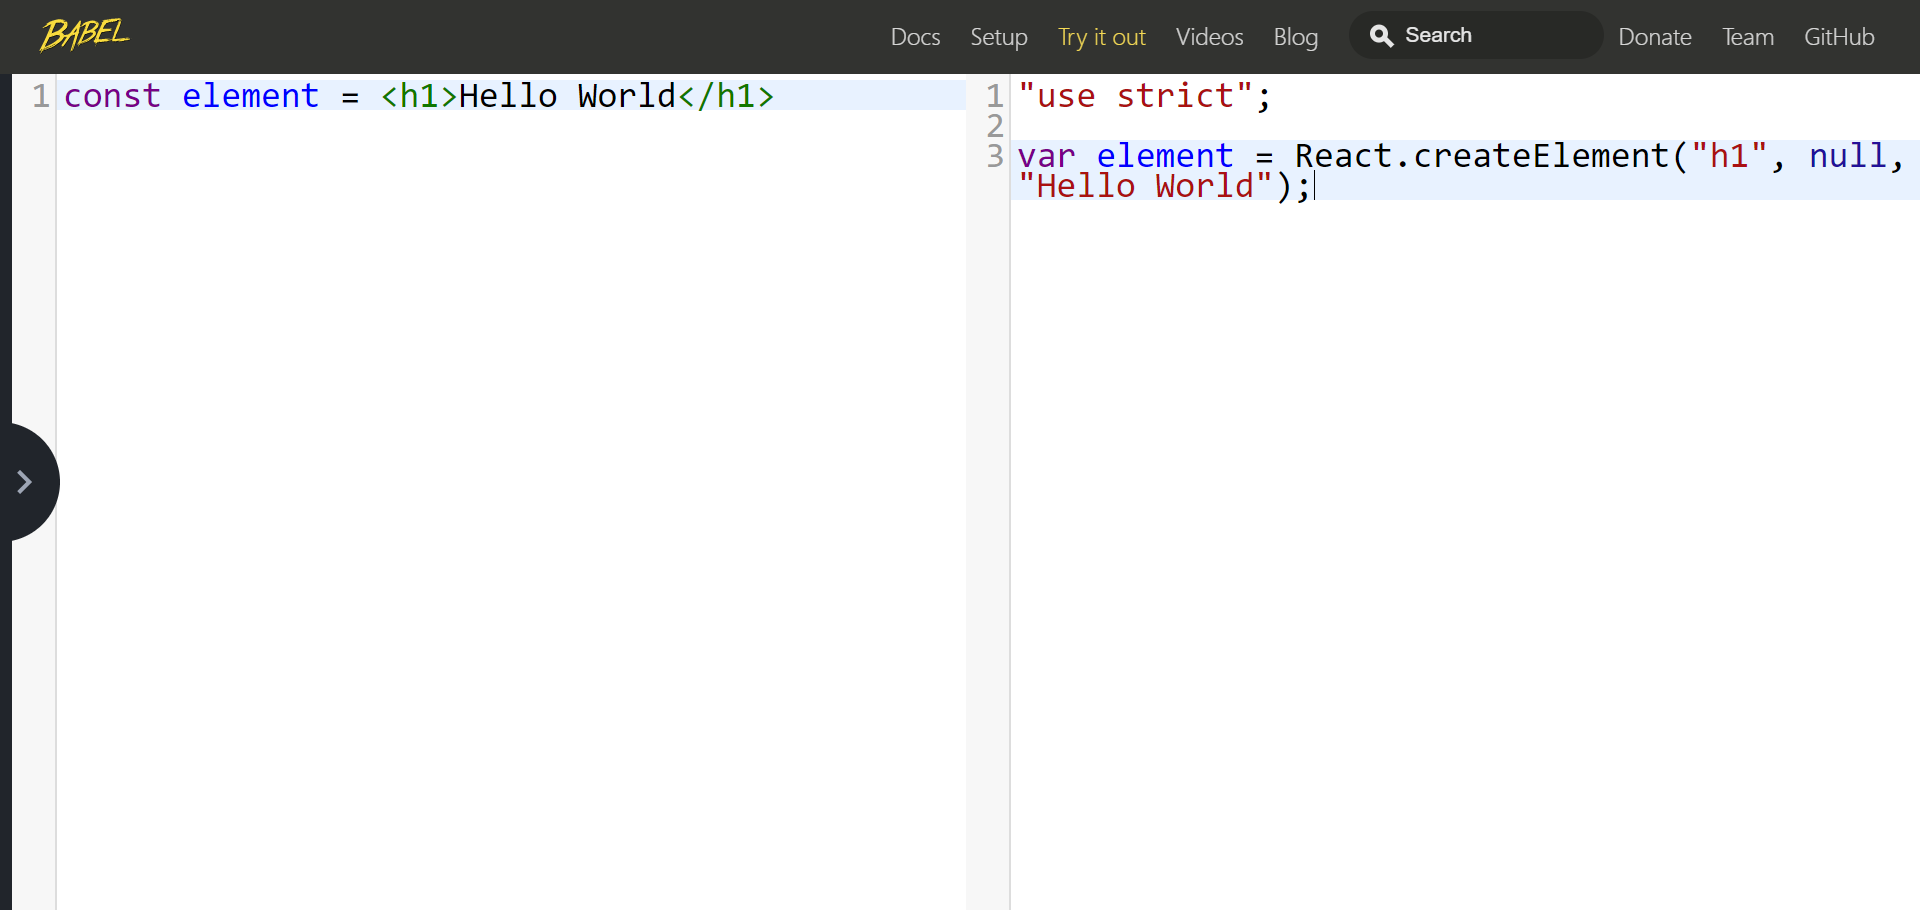 BABEL
Docs Setup Try it out Videos Blog Search Donate Team GitHub
1 const element = <h1>Hello World</h1>
1 "use strict";
2
3 var element = React.createElement("h1", null,
"Hello World");